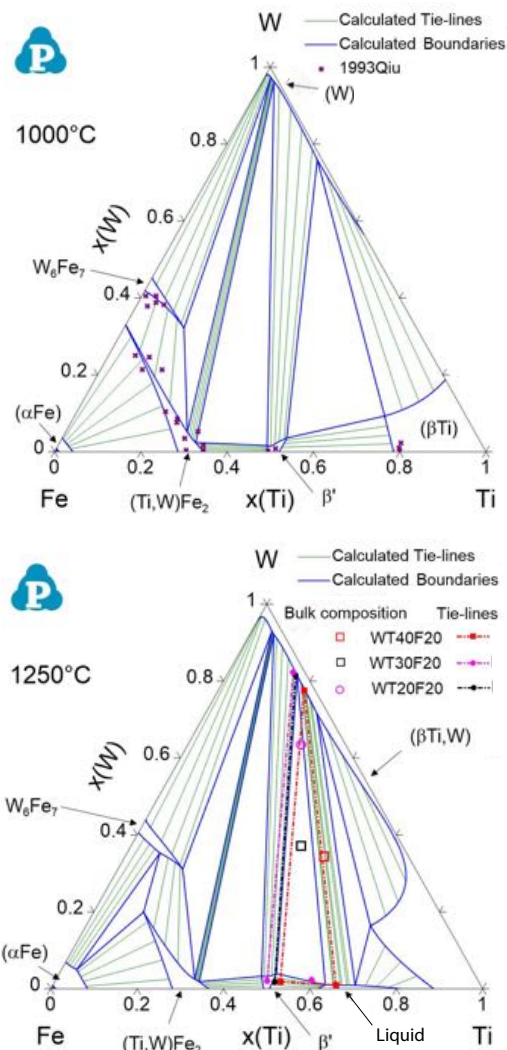 W
Calculated Tie-lines
Calculated Boundaries
1993Qiu
P
1
(W)
1000°C
0.8
x(W)
0.6
W₆Fe₇
0.4
0.2
(αFe)
(βTi)
0
0
0.2
0.4
0.6
0.8
1
Fe
(Ti,W)Fe₂
x(Ti)
β'
Ti
W
Calculated Tie-lines
Calculated Boundaries
P
1
Bulk composition
Tie-lines
WT40F20
1250°C
WT30F20
0.8
WT20F20
(βTi,W)
x(W)
0.6
W₆Fe₇
0.4
0.2
(αFe)
0
0
0.2
0.4
0.6
0.8
1
Fe
x(Ti)
β'
Liquid
Ti
(Ti,W)Fe₂